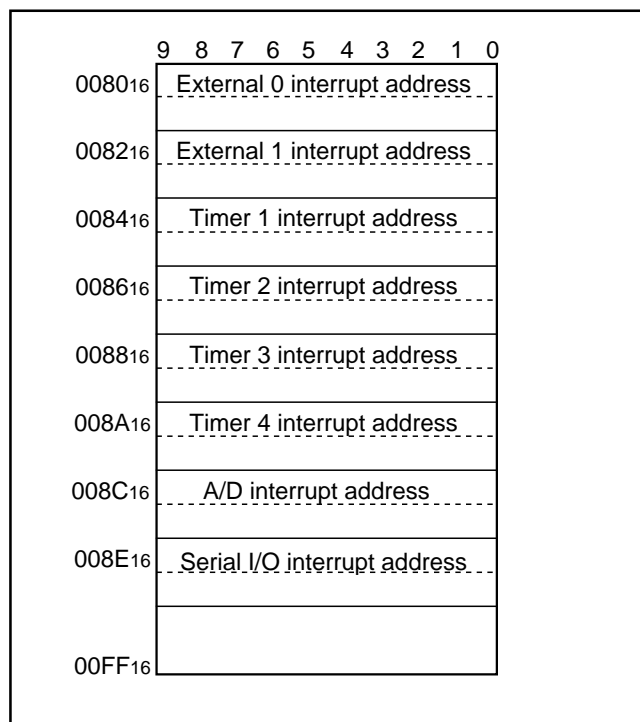 9 8 7 6 5 4 3 2 1 0
0080₁₆ External 0 interrupt address
0082₁₆ External 1 interrupt address
0084₁₆ Timer 1 interrupt address
0086₁₆ Timer 2 interrupt address
0088₁₆ Timer 3 interrupt address
008A₁₆ Timer 4 interrupt address
008C₁₆ A/D interrupt address
008E₁₆ Serial I/O interrupt address
00FF₁₆